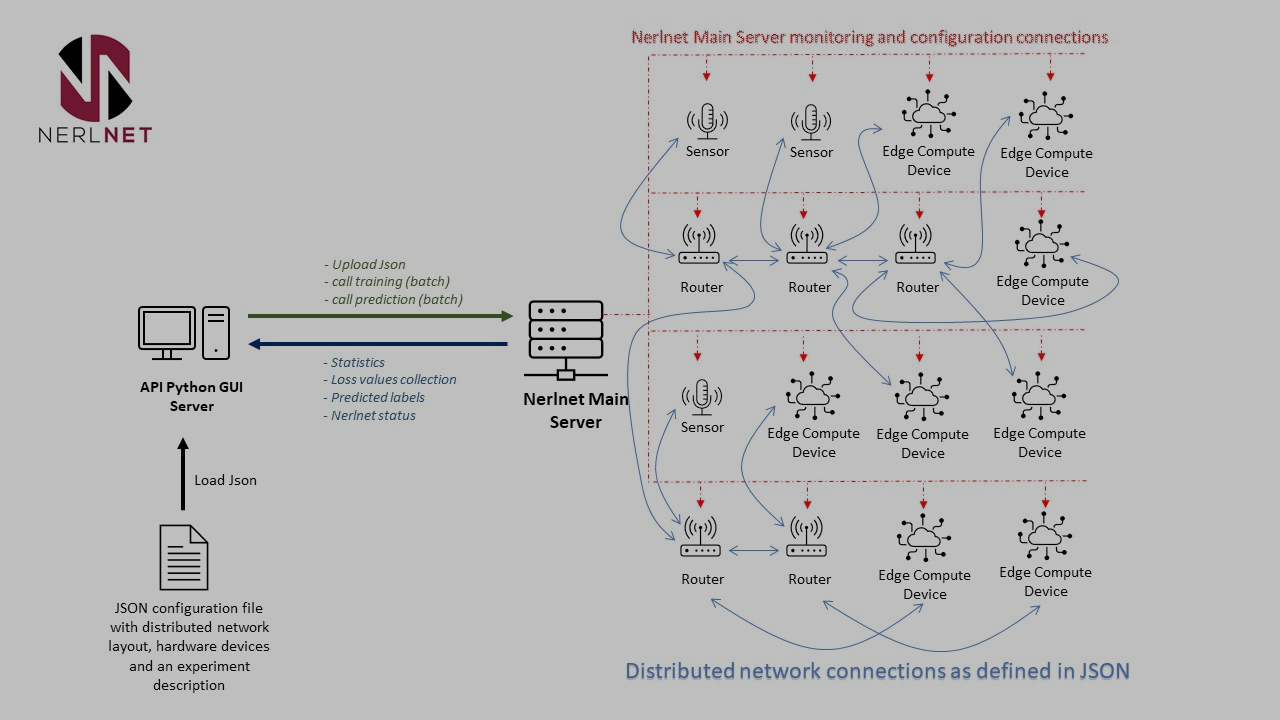 NERLNET
Nerlnet Main Server monitoring and configuration connections
Sensor
Sensor
Edge Compute
Device
Edge Compute
Device
Router
Router
Router
Edge Compute
Device
- Upload Json
- call training (batch)
- call prediction (batch)
- Statistics
- Loss values collection
- Predicted labels
- Nerlnet status
API Python GUI
Server
Nerlnet Main
Server
Sensor
Edge Compute
Device
Edge Compute
Device
Edge Compute
Device
Load Json
Router
Router
Edge Compute
Device
Edge Compute
Device
JSON configuration file
with distributed network
layout, hardware devices
and an experiment
description
Distributed network connections as defined in JSON